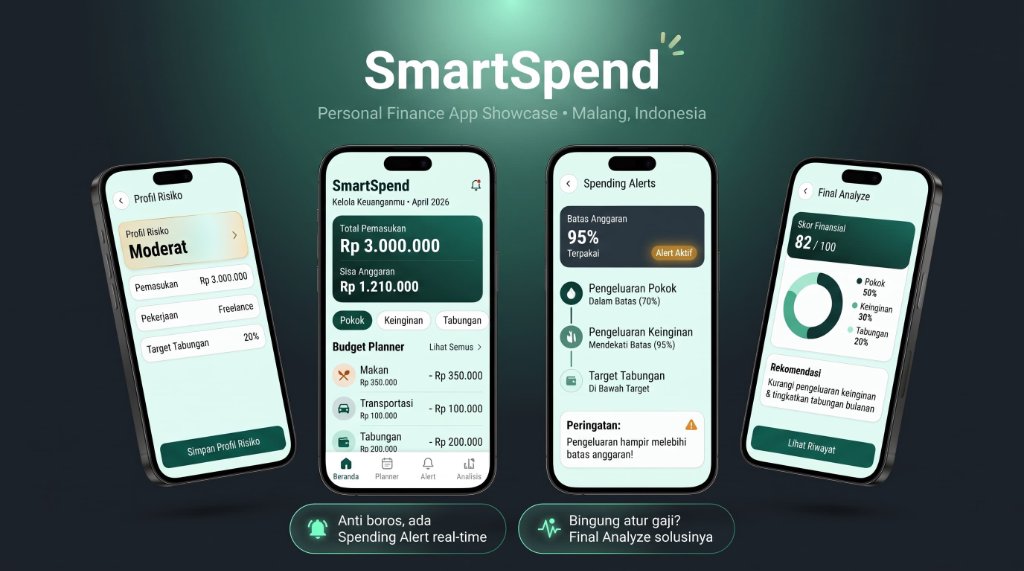 SmartSpend
Personal Finance App Showcase • Malang, Indonesia
Profil Risiko
Profil Risiko
Moderat
Pemasukan Rp 3.000.000
Pekerjaan Freelance
Target Tabungan 20%
Simpan Profil Risiko
SmartSpend
Kelola Keuanganmu • April 2026
Total Pemasukan
Rp 3.000.000
Sisa Anggaran
Rp 1.210.000
Pokok Keinginan Tabungan
Budget Planner Lihat Semus >
Makan
Rp 350.000
- Rp 350.000
Transportasi
Rp 100.000
- Rp 100.000
Tabungan
Rp 200.000
- Rp 200.000
Beranda Planner Alert Analisis
Spending Alerts
Batas Anggaran
95%
Terpakai
Alert Aktif
Pengeluaran Pokok
Dalam Batas (70%)
Pengeluaran Keinginan
Mendekati Batas (95%)
Target Tabungan
Di Bawah Target
Peringatan:
Pengeluaran hampir melebihi
batas anggaran!
Final Analyze
Skor Finansial
82 / 100
Pokok
50%
Keinginan
30%
Tabungan
20%
Rekomendasi
Kurangi pengeluaran keinginan
& tingkatkan tabungan bulanan
Lihat Riwayat
Anti boros, ada
Spending Alert real-time
Bingung atur gaji?
Final Analyze solusinya